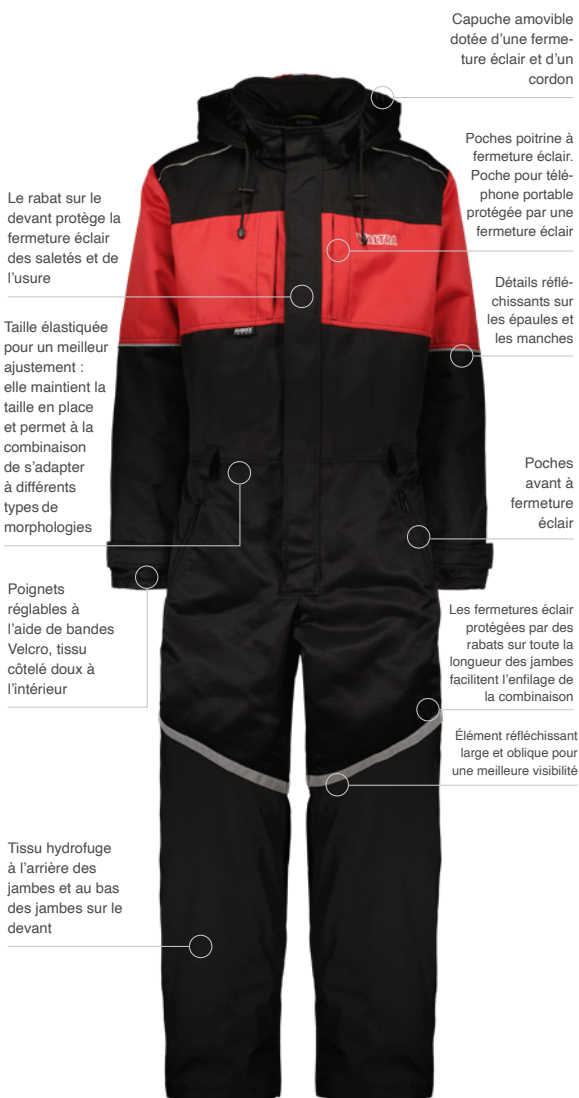 Capuche amovible
dotée d'une ferme-
ture éclair et d'un
cordon
Poches poitrine à
fermeture éclair.
Poche pour télé-
phone portable
protégée par une
fermeture éclair
Le rabat sur le
devant protège la
fermeture éclair
des saletés et de
l'usure
VALTRA
Détails réflé-
chissants sur
les épaules et
les manches
Taille élastiquée
pour un meilleur
ajustement :
elle maintient la
taille en place
et permet à la
combinaison
de s'adapter
à différents
types de
morphologies
Poches
avant à
fermeture
éclair
Poignets
réglables à
l'aide de bandes
Velcro, tissu
côtelé doux à
l'intérieur
Les fermetures éclair
protégées par des
rabats sur toute la
longueur des jambes
facilitent l'enfilage de
la combinaison
Élément réfléchissant
large et oblique pour
une meilleure visibilité
Tissu hydrofuge
à l'arrière des
jambes et au bas
des jambes sur le
devant